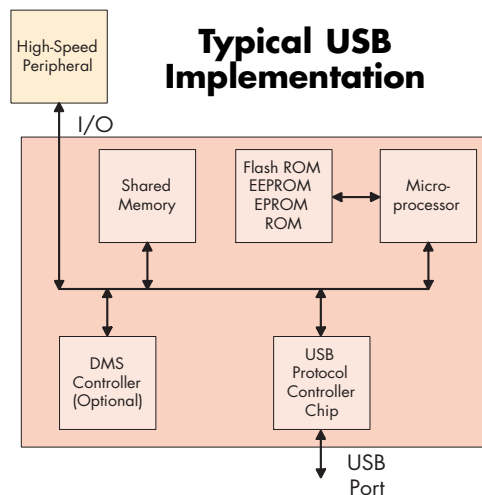 Typical USB
Implementation
High-Speed
Peripheral
I/O
Shared
Memory
Flash ROM
EEPROM
EPROM
ROM
Micro-
processor
DMS
Controller
(Optional)
USB
Protocol
Controller
Chip
USB
Port